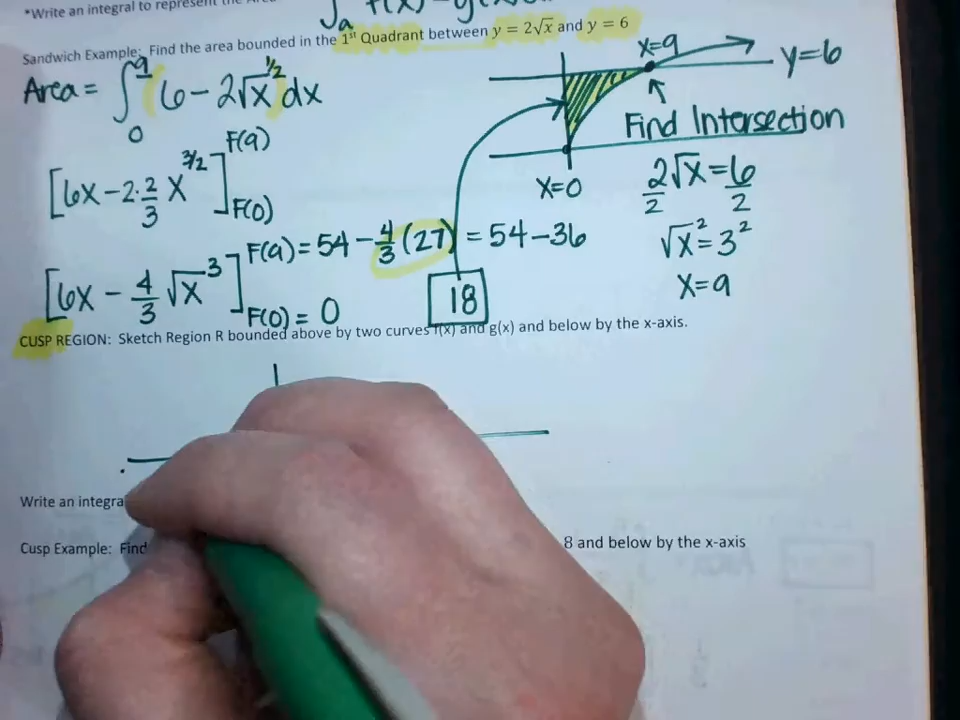 *Write an integral to represent the Area
∫a f(x) - g(x)
Sandwich Example: Find the area bounded in the 1st Quadrant between y = 2√x and y = 6
Area = ∫₀⁹ (6 - 2√x^1/2 dx
x=9
y=6
Find Intersection
x=0
2√x = 6
2 2
√x² = 3²
x=9
[6x - 2·2/3 x^3/2] F(9)
F(0)
[6x - 4/3 √x³] F(9) = 54 - 4/3 (27) = 54 - 36
F(0) = 0
18
CUSP REGION: Sketch Region R bounded above by two curves f(x) and g(x) and below by the x-axis.
Write an integra
Cusp Example: Find 8 and below by the x-axis